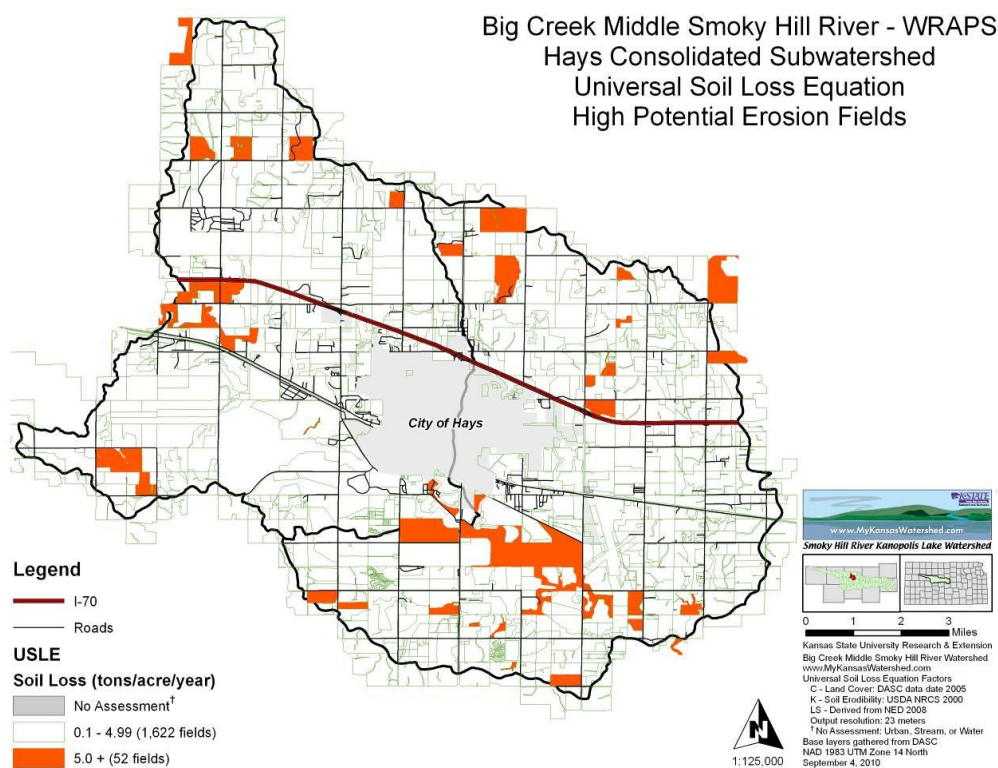 Big Creek Middle Smoky Hill River - WRAPS
Hays Consolidated Subwatershed
Universal Soil Loss Equation
High Potential Erosion Fields
City of Hays
Legend
I-70
Roads
USLE
Soil Loss (tons/acre/year)
No Assessment†
0.1 - 4.99 (1,622 fields)
5.0 + (52 fields)
K-STATE
www.MyKansasWatershed.com
Smoky Hill River Kanopolis Lake Watershed
0 1 2 3
Miles
Kansas State University Research & Extension
Big Creek Middle Smoky Hill River Watershed
www.MyKansasWatershed.com
Universal Soil Loss Equation Factors
C - Land Cover: DASC data date 2005
K - Soil Erodibility: USDA NRCS 2000
LS - Derived from NED 2008
Output resolution: 23 meters
† No Assessment: Urban, Stream, or Water
Base layers gathered from DASC
NAD 1983 UTM Zone 14 North
September 4, 2010
N
1:125,000